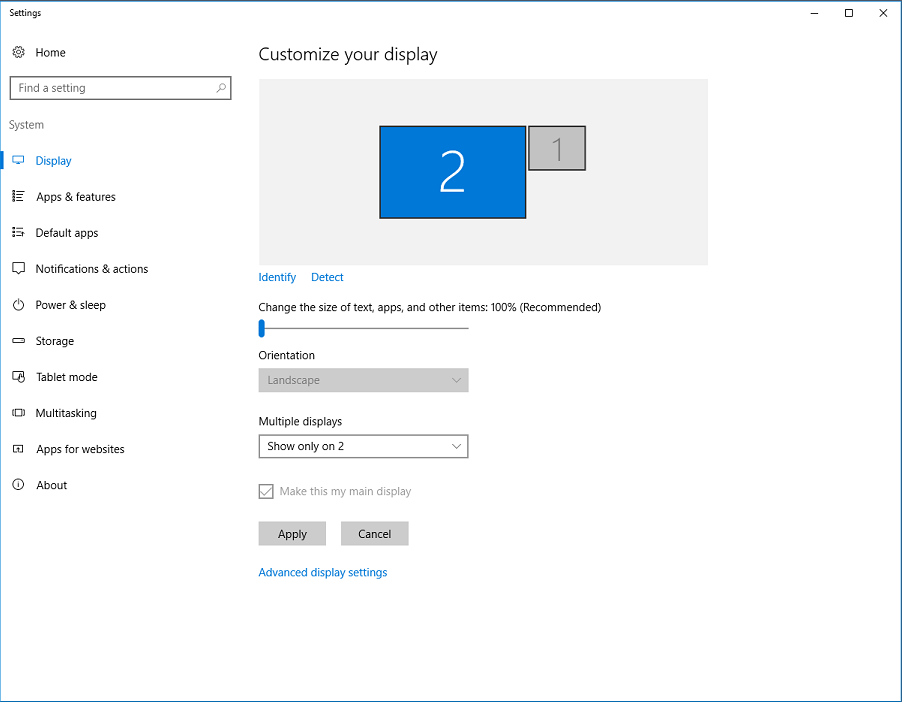 Settings
Home
Find a setting
System
Display
Apps & features
Default apps
Notifications & actions
Power & sleep
Storage
Tablet mode
Multitasking
Apps for websites
About
Customize your display
2 1
Identify Detect
Change the size of text, apps, and other items: 100% (Recommended)
Orientation
Landscape
Multiple displays
Show only on 2
Make this my main display
Apply Cancel
Advanced display settings